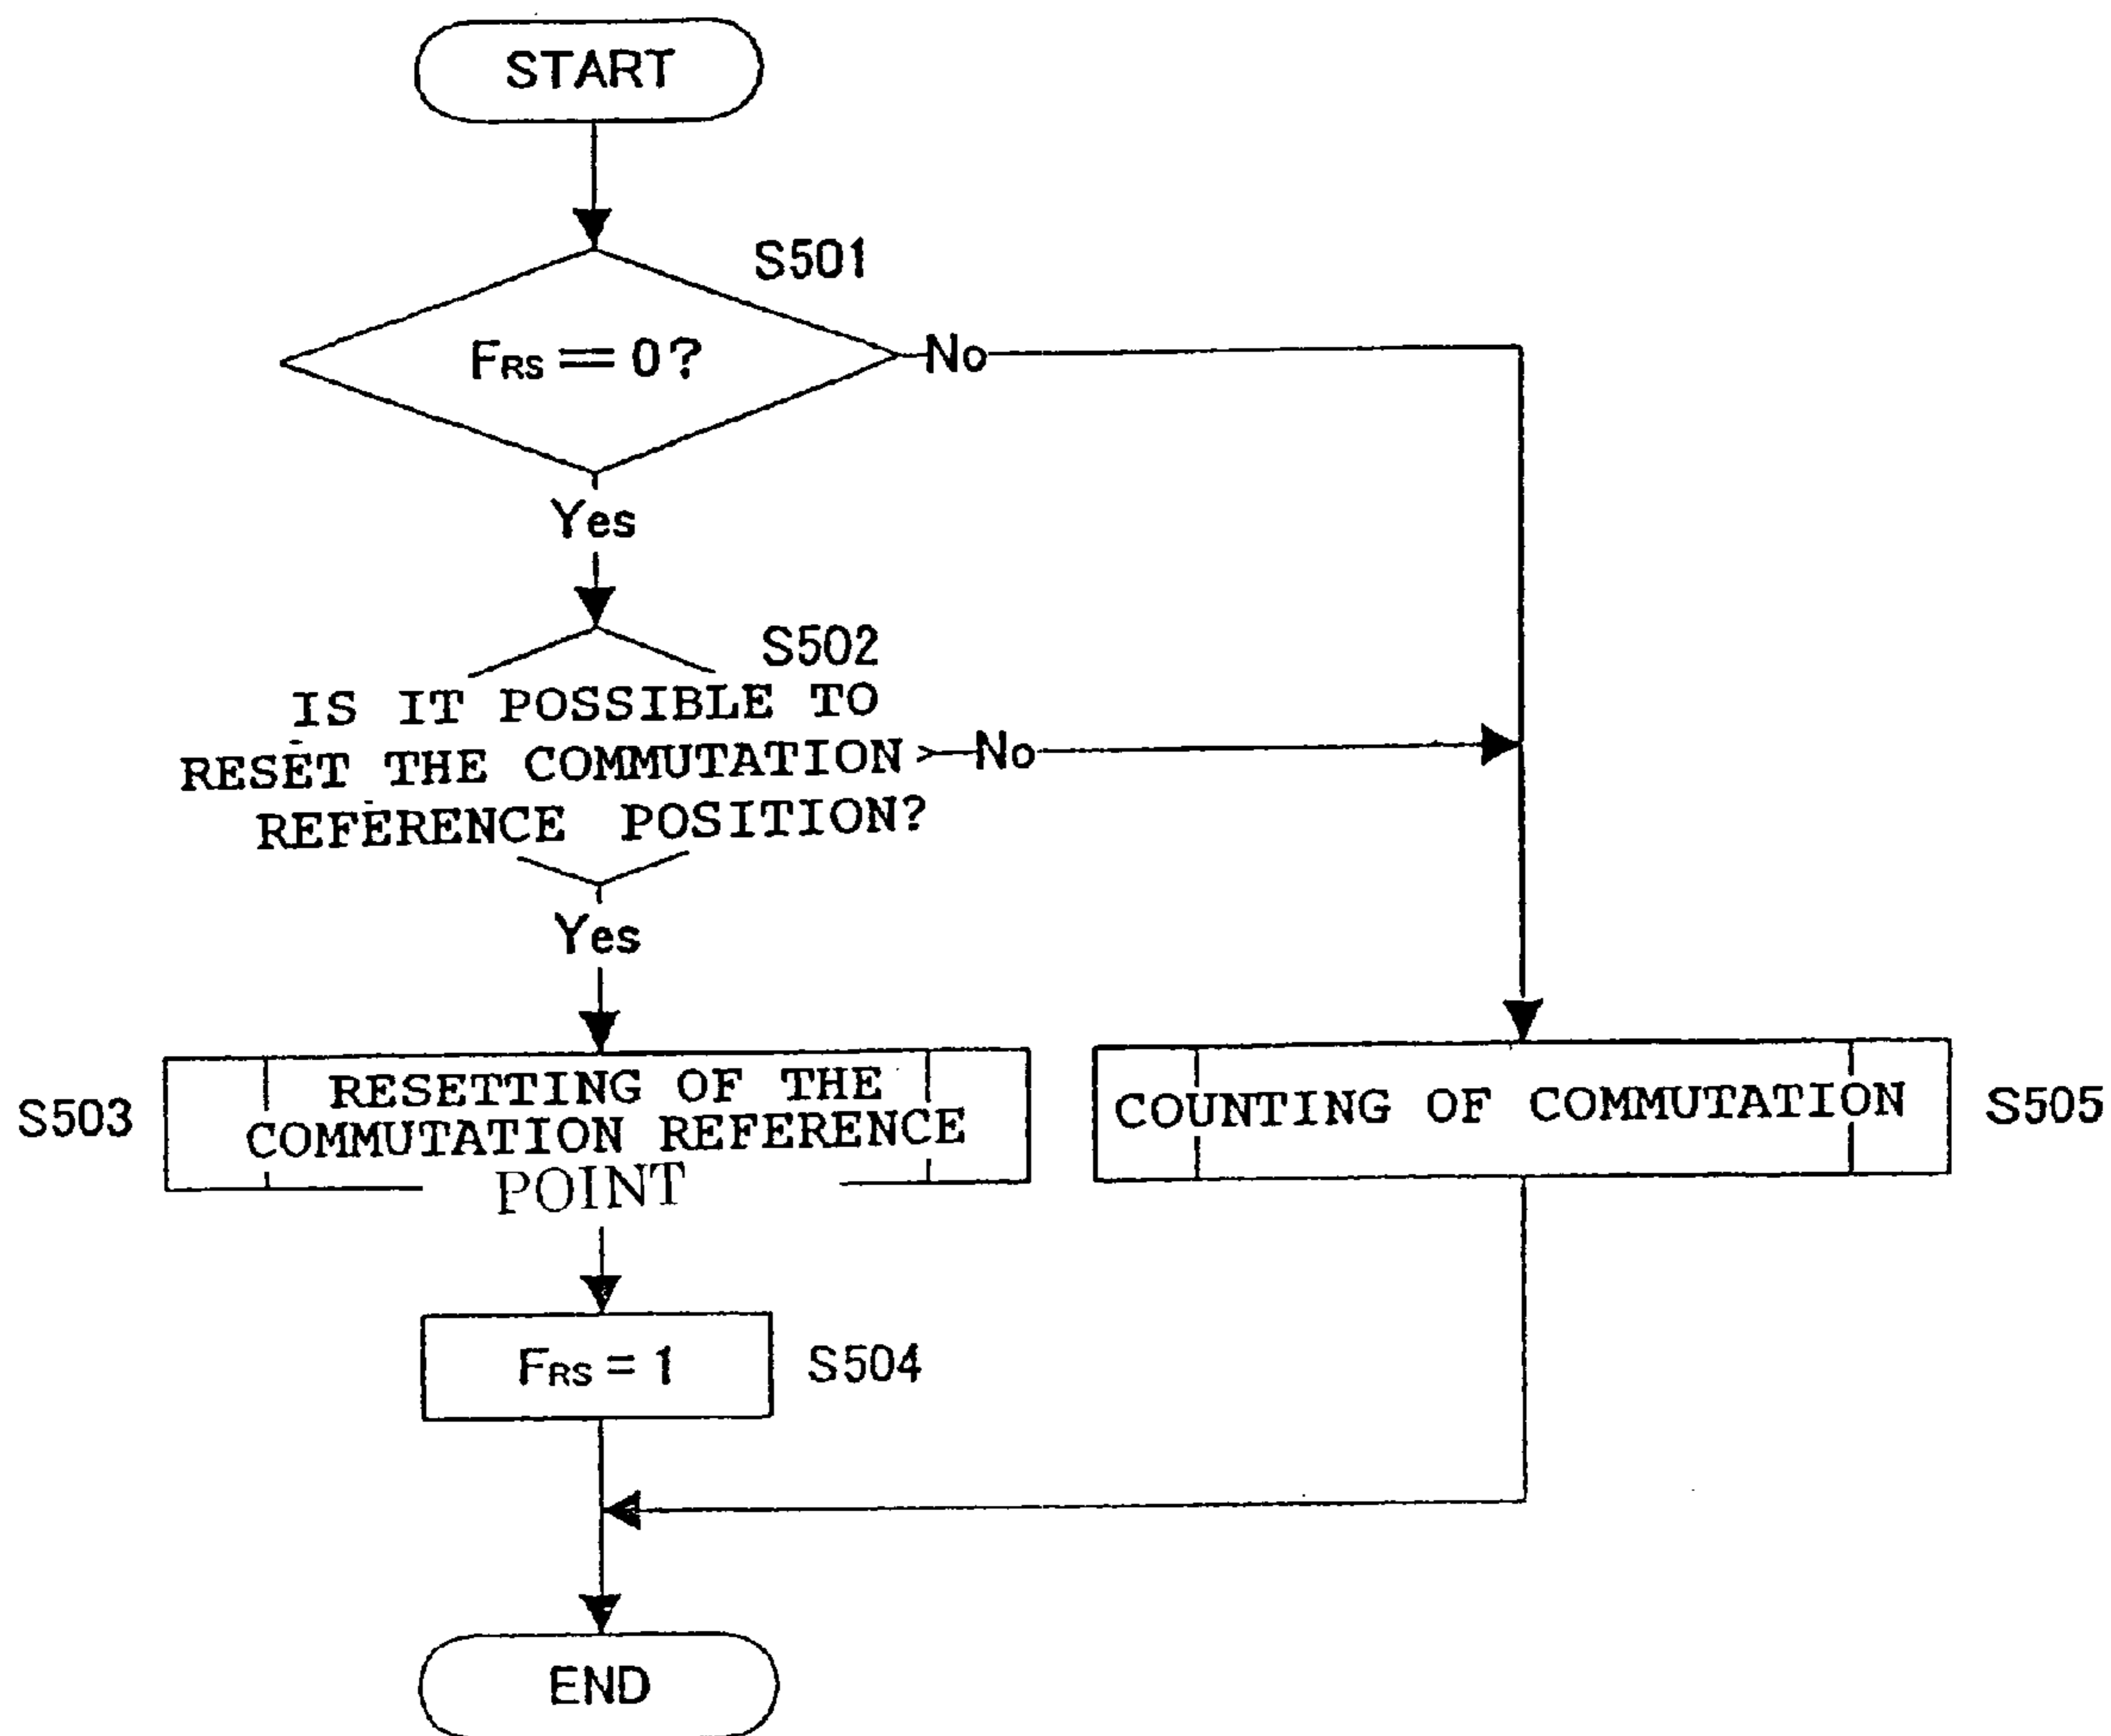 START
S501
FRS == 0?
No
Yes
S502
IS IT POSSIBLE TO
RESET THE COMMUTATION
REFERENCE POSITION?
No
Yes
S503
RESETTING OF THE
COMMUTATION REFERENCE
POINT
COUNTING OF COMMUTATION
S505
FRS = 1
S504
END